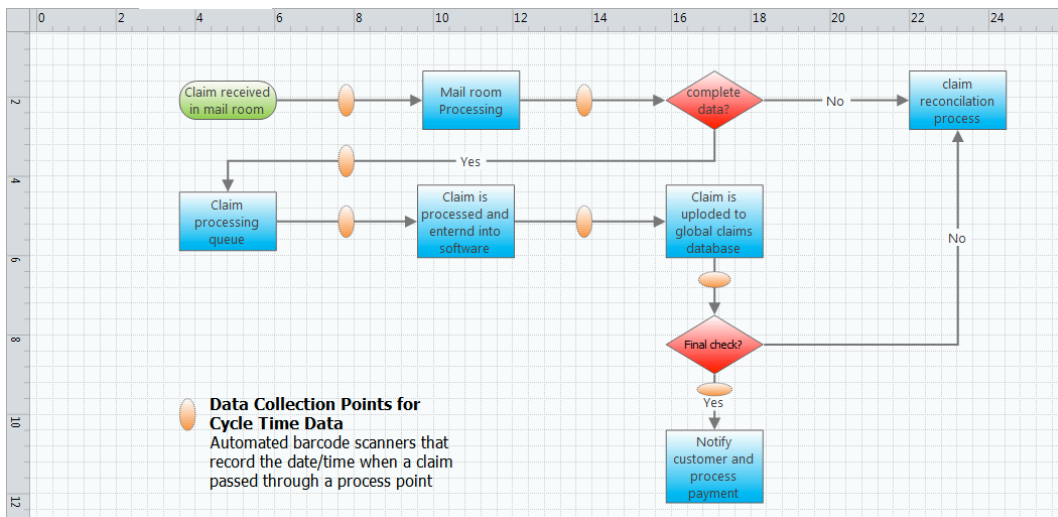 0 2 4 6 8 10 12 14 16 18 20 22 24
2
4
6
8
10
12
Claim received
in mail room
Mail room
Processing
complete
data?
No
claim
reconcilation
process
Yes
Claim
processing
queue
Claim is
processed and
enternd into
software
Claim is
uploded to
global claims
database
No
Final check?
Yes
Notify
customer and
process
payment
Data Collection Points for
Cycle Time Data
Automated barcode scanners that
record the date/time when a claim
passed through a process point